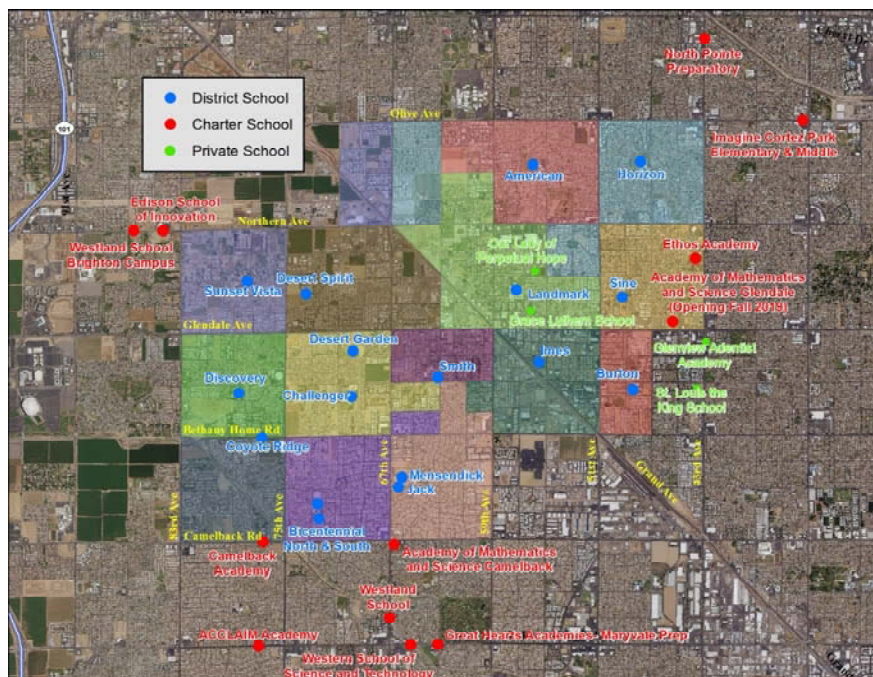 Cheryl Dr
North Pointe
Preparatory
District School
Charter School
Private School
Olive Ave
101
91st Ave
Imagine Cortez Park
Elementary & Middle
American
Horizon
Edison School
of Innovation
Northern Ave
Westland School
Brighton Campus
Our Lady of
Perpetual Hope
Ethos Academy
Sunset Vista
Desert Spirit
Landmark
Sine
Academy of Mathematics
and Science Glendale
(Opening Fall 2019)
Glendale Ave
Grace Luthern School
Desert Garden
Smith
Imes
Glenview Adentist
Academy
Discovery
Challenger
Burton
St. Louis the
King School
Bethany Home Rd
Coyote Ridge
67th Ave
51st Ave
43rd Ave
Grand Ave
Mensendick
Jack
83rd Ave
75th Ave
59th Ave
Camelback Rd
Bicentennial
North & South
Camelback
Academy
Academy of Mathematics
and Science Camelback
Westland
School
ACCLAIM Academy
Great Hearts Academies- Maryvale Prep
Western School of
Science and Technology